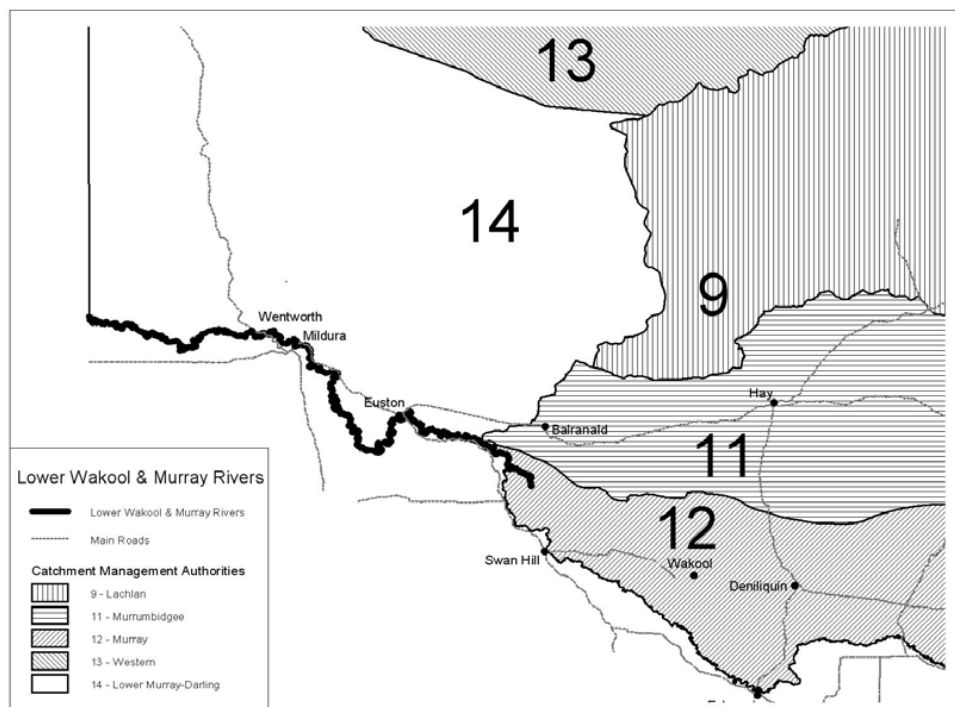 13
14
9
Wentworth
Mildura
Euston
Hay
Balranald
11
12
Swan Hill
Wakool
Deniliquin
Lower Wakool & Murray Rivers
Lower Wakool & Murray Rivers
Main Roads
Catchment Management Authorities
9 - Lachlan
11 - Murrumbidgee
12 - Murray
13 - Western
14 - Lower Murray-Darling